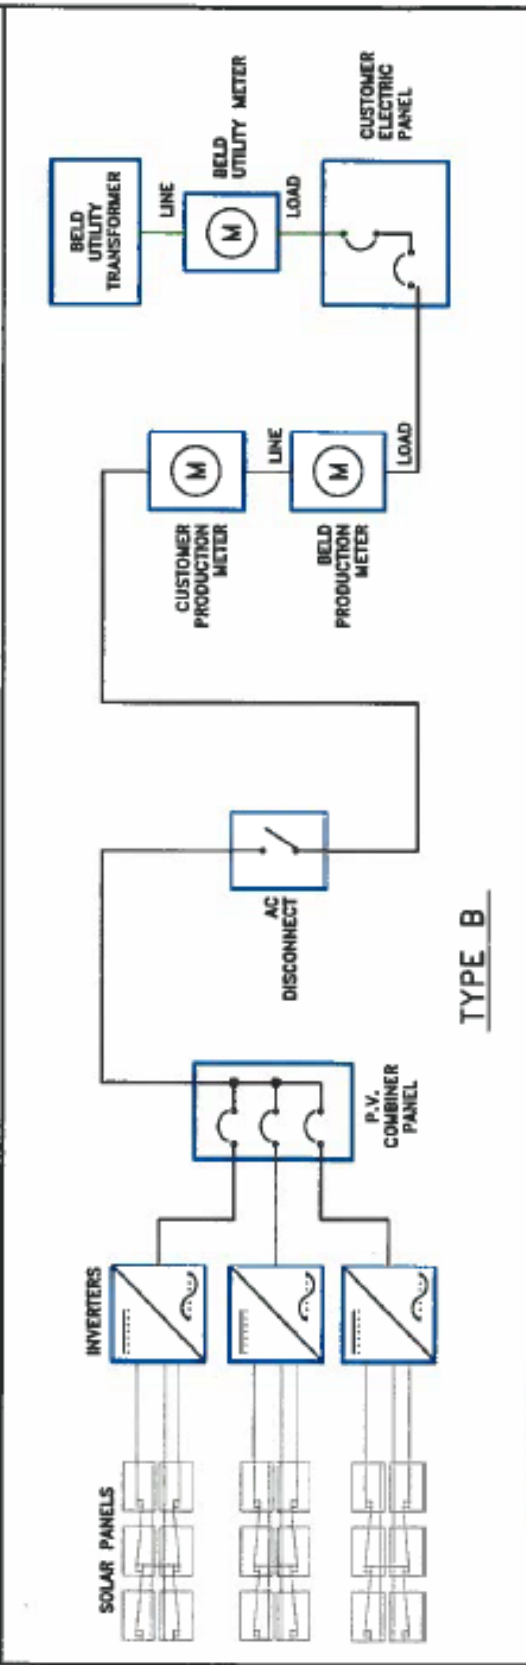 SOLAR PANELS
INVERTERS
P.V.
COMBINER
PANEL
AC
DISCONNECT
TYPE B
CUSTOMER
PRODUCTION
METER
M
LINE
BELD
PRODUCTION
METER
M
LOAD
BELD
UTILITY
TRANSFORMER
LINE
BELD
UTILITY METER
M
LOAD
CUSTOMER
ELECTRIC
PANEL